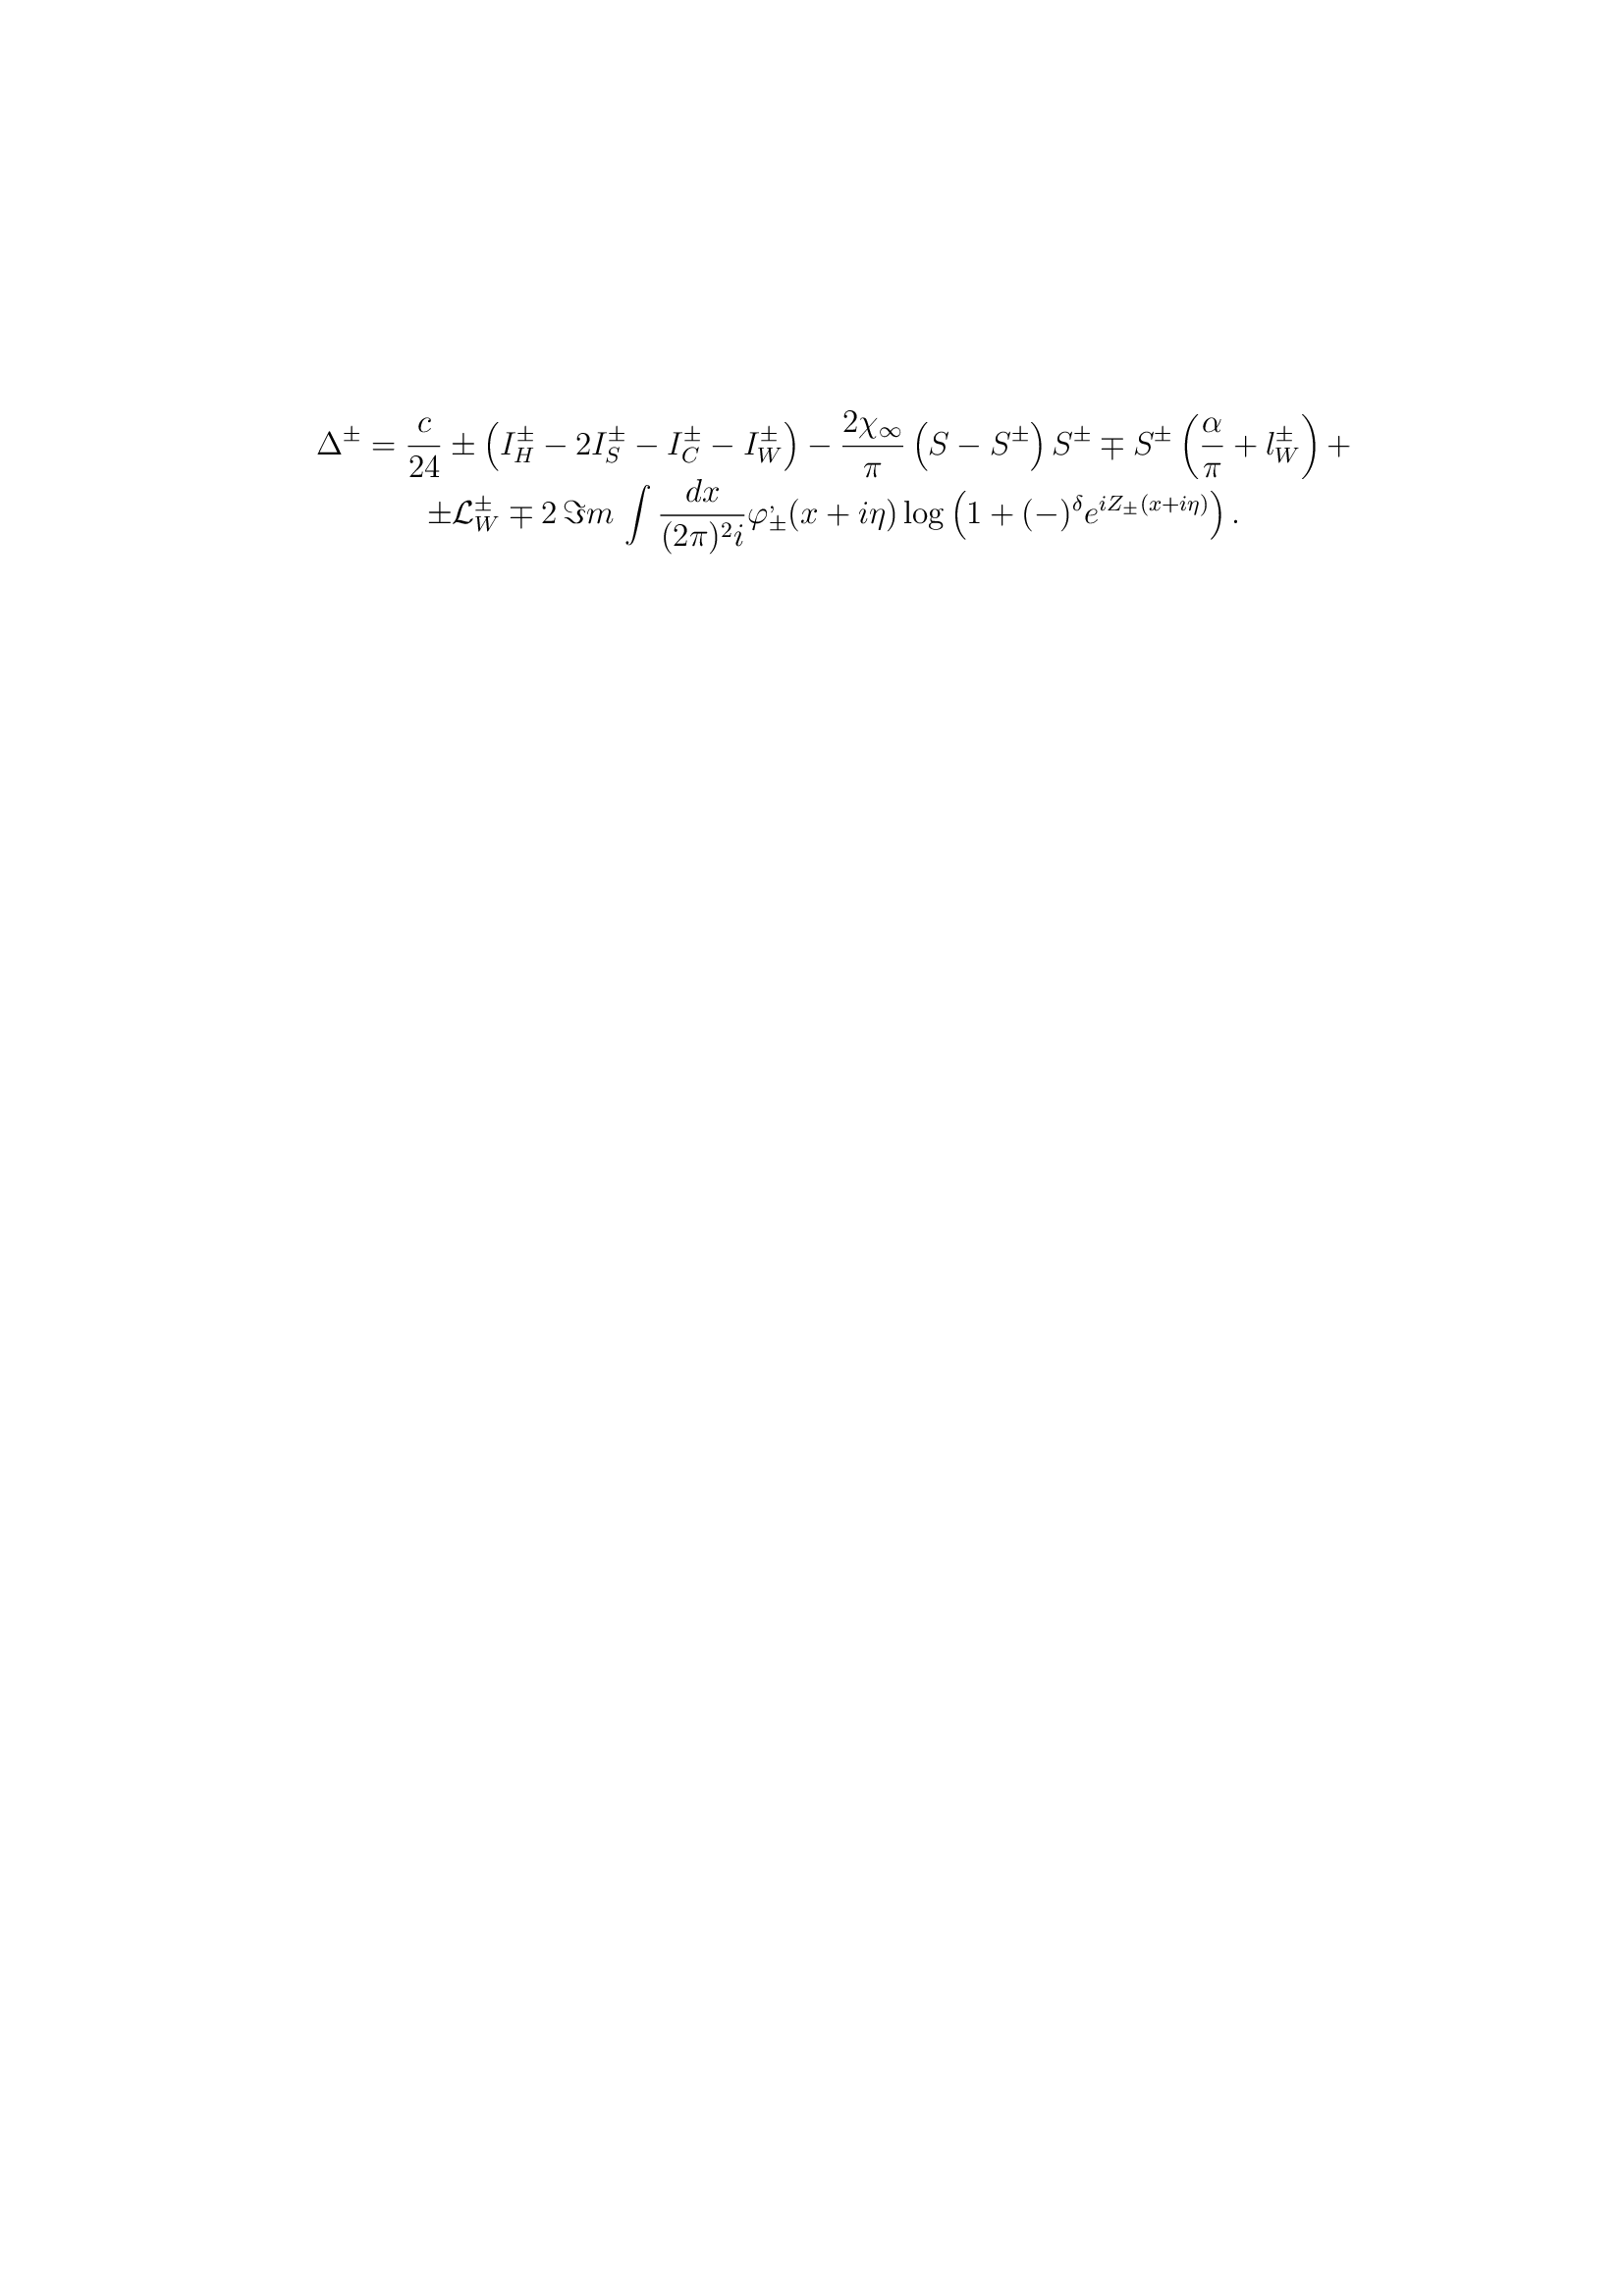 \Delta^{\pm} = \frac{c}{24} \pm \left( I_H^{\pm} - 2I_S^{\pm} - I_C^{\pm} - I_W^{\pm} \right) - \frac{2\chi_\infty}{\pi} \left( S - S^{\pm} \right) S^{\pm} \mp S^{\pm} \left( \frac{\alpha}{\pi} + l_W^{\pm} \right) +
\pm \mathcal{L}_W^{\pm} \mp 2 \, \Im m \int \frac{dx}{(2\pi)^2 i} \varphi_{\pm}^{,}(x + i\eta) \log \left( 1 + (-)^{\delta} e^{iZ_{\pm}(x+i\eta)} \right).